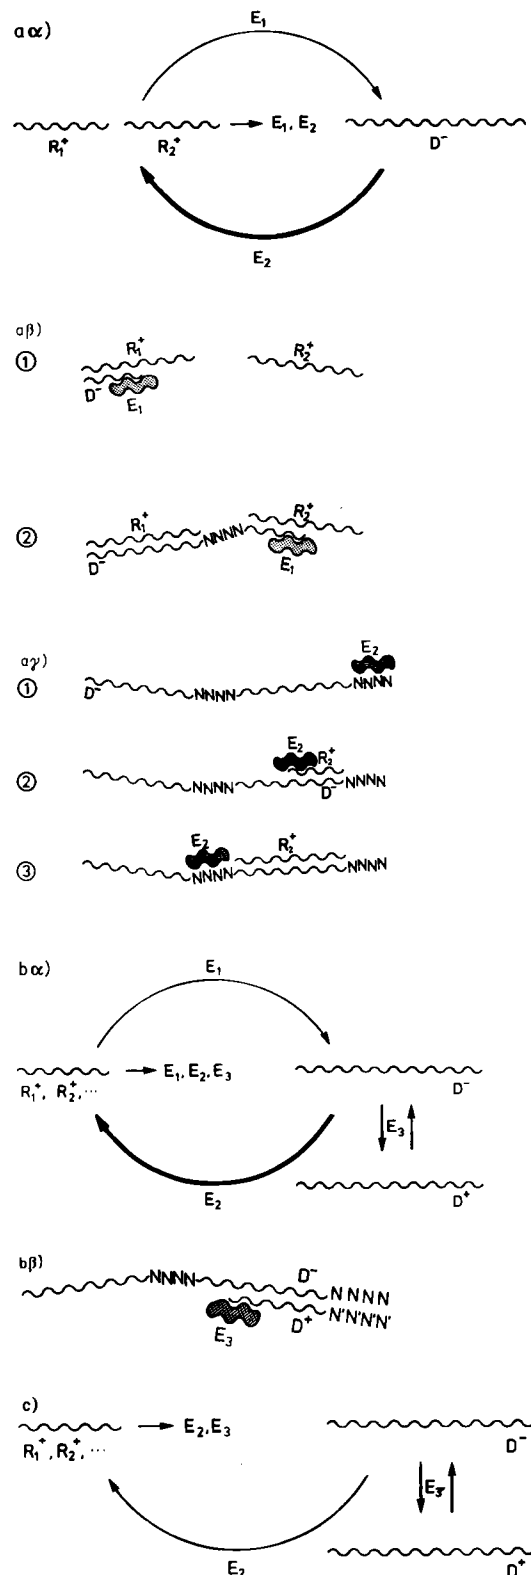 aα)
E₁
R₁⁺ R₂⁺ → E₁, E₂ D⁻
E₂
aβ)
① R₁⁺ R₂⁺
D⁻ E₁
② R₁⁺ NNNN R₂⁺
D⁻ E₁
aγ)
E₂
① D⁻ NNNN NNNN
E₂ R₂⁺
② NNNN D⁻ NNNN
E₂ R₂⁺
③ NNNN NNNN
bα)
E₁
R₁⁺, R₂⁺, ... → E₁, E₂, E₃ D⁻
E₃
E₂ D⁺
bβ)
NNNN D⁻ NNNN
E₃ D⁺ N'N'N'N'
c)
R₁⁺, R₂⁺, ... → E₂, E₃ D⁻
E₃
E₂ D⁺